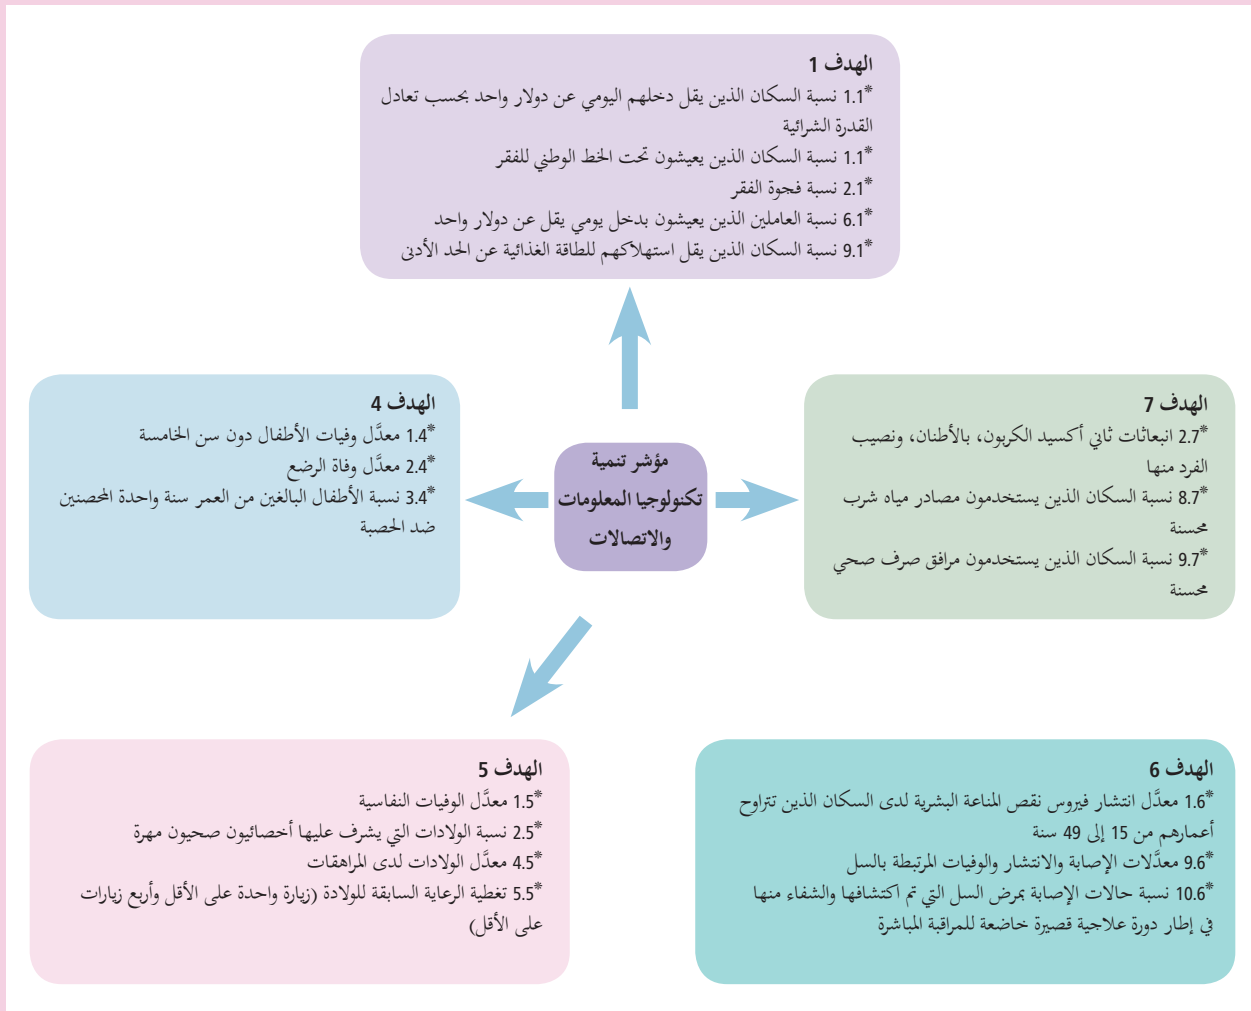 الهدف 1
*1.1 نسبة السكان الذين يقل دخلهم اليومي عن دولار واحد بحسب تعادل
القدرة الشرائية
*1.1 نسبة السكان الذين يعيشون تحت الخط الوطني للفقر
*2.1 نسبة فجوة الفقر
*6.1 نسبة العاملين الذين يعيشون بدخل يومي يقل عن دولار واحد
*9.1 نسبة السكان الذين يقل استهلاكهم للطاقة الغذائية عن الحد الأدنى
الهدف 7
*2.7 انبعاثات ثاني أكسيد الكربون، بالأطنان، ونصيب
الفرد منها
*8.7 نسبة السكان الذين يستخدمون مصادر مياه شرب
محسنة
*9.7 نسبة السكان الذين يستخدمون مرافق صرف صحي
محسنة
مؤشر تنمية
تكنولوجيا المعلومات
والاتصالات
الهدف 4
*1.4 معدَّل وفيات الأطفال دون سن الخامسة
*2.4 معدَّل وفاة الرضع
*3.4 نسبة الأطفال البالغين من العمر سنة واحدة المحصنين
ضد الحصبة
الهدف 6
*1.6 معدَّل انتشار فيروس نقص المناعة البشرية لدى السكان الذين تتراوح
أعمارهم من 15 إلى 49 سنة
*9.6 معدَّلات الإصابة والانتشار والوفيات المرتبطة بالسل
*10.6 نسبة حالات الإصابة بمرض السل التي تم اكتشافها والشفاء منها
في إطار دورة علاجية قصيرة خاضعة للمراقبة المباشرة
الهدف 5
*1.5 معدَّل الوفيات النفاسية
*2.5 نسبة الولادات التي يشرف عليها أخصائيون صحيون مهرة
*4.5 معدَّل الولادات لدى المراهقات
*5.5 تغطية الرعاية السابقة للولادة (زيارة واحدة على الأقل وأربع زيارات
على الأقل)